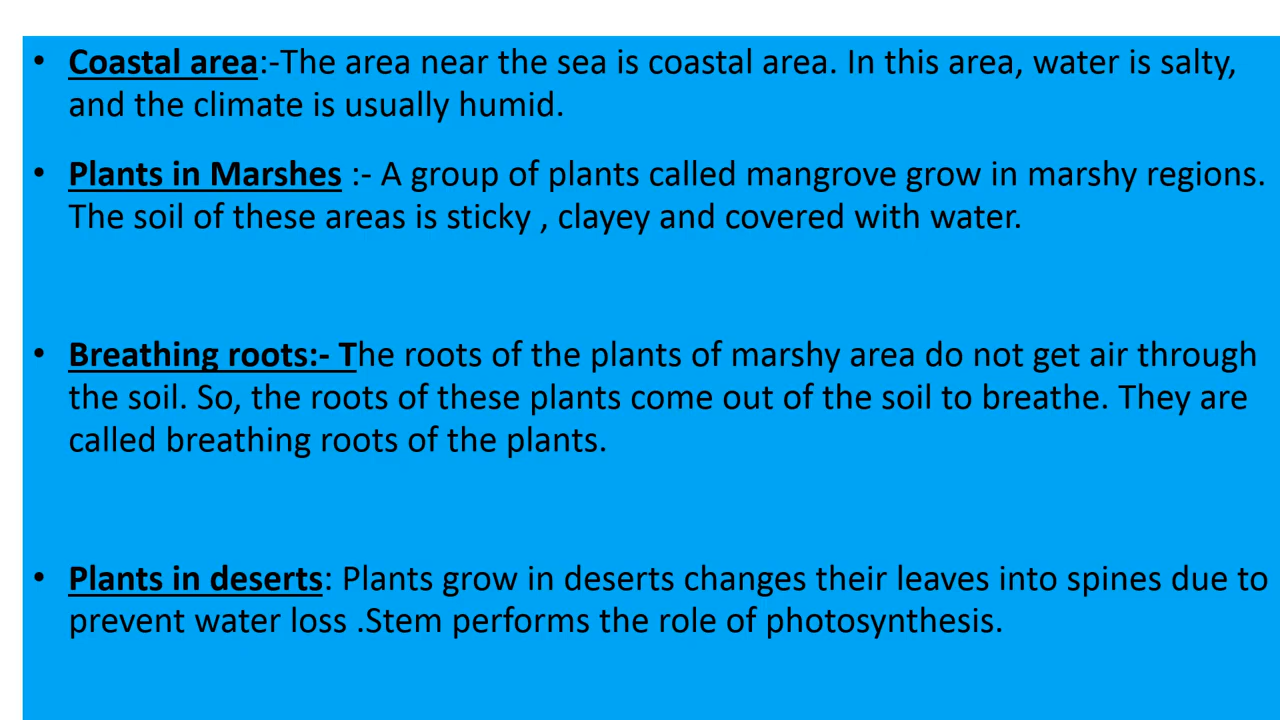 • Coastal area:-The area near the sea is coastal area. In this area, water is salty,
and the climate is usually humid.
• Plants in Marshes :- A group of plants called mangrove grow in marshy regions.
The soil of these areas is sticky , clayey and covered with water.
• Breathing roots:- The roots of the plants of marshy area do not get air through
the soil. So, the roots of these plants come out of the soil to breathe. They are
called breathing roots of the plants.
• Plants in deserts: Plants grow in deserts changes their leaves into spines due to
prevent water loss .Stem performs the role of photosynthesis.